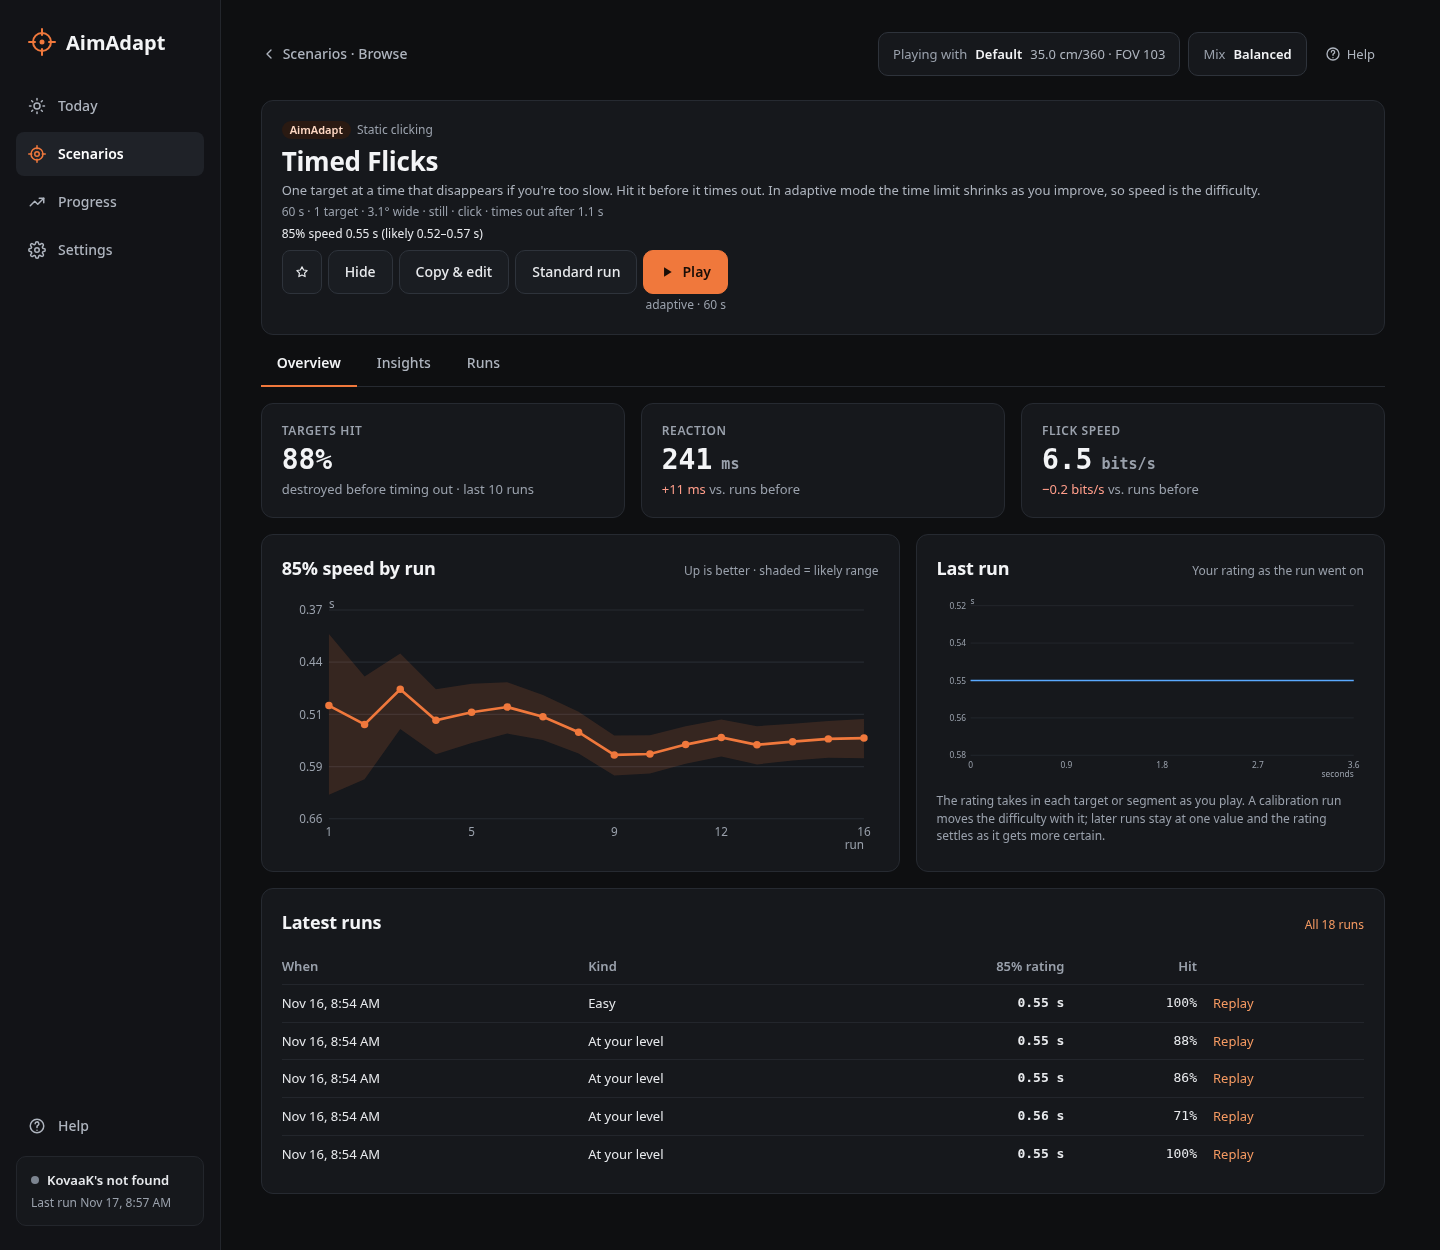 AimAdapt
Today
Scenarios
Progress
Settings
Help
KovaaK's not found
Last run Nov 17, 8:57 AM
Scenarios · Browse
Playing with Default 35.0 cm/360 · FOV 103
Mix Balanced
Help
AimAdapt Static clicking
Timed Flicks
One target at a time that disappears if you're too slow. Hit it before it times out. In adaptive mode the time limit shrinks as you improve, so speed is the difficulty.
60 s · 1 target · 3.1° wide · still · click · times out after 1.1 s
85% speed 0.55 s (likely 0.52–0.57 s)
Hide
Copy & edit
Standard run
Play
adaptive · 60 s
Overview
Insights
Runs
TARGETS HIT
88%
destroyed before timing out · last 10 runs
REACTION
241 ms
+11 ms vs. runs before
FLICK SPEED
6.5 bits/s
−0.2 bits/s vs. runs before
85% speed by run
Up is better · shaded = likely range
0.37 s
0.44
0.51
0.59
0.66
1 5 9 12 16
run
Last run
Your rating as the run went on
0.52 s
0.54
0.55
0.56
0.58
0 0.9 1.8 2.7 3.6
seconds
The rating takes in each target or segment as you play. A calibration run
moves the difficulty with it; later runs stay at one value and the rating
settles as it gets more certain.
Latest runs
All 18 runs
When Kind 85% rating Hit
Nov 16, 8:54 AM Easy 0.55 s 100% Replay
Nov 16, 8:54 AM At your level 0.55 s 88% Replay
Nov 16, 8:54 AM At your level 0.55 s 86% Replay
Nov 16, 8:54 AM At your level 0.56 s 71% Replay
Nov 16, 8:54 AM At your level 0.55 s 100% Replay